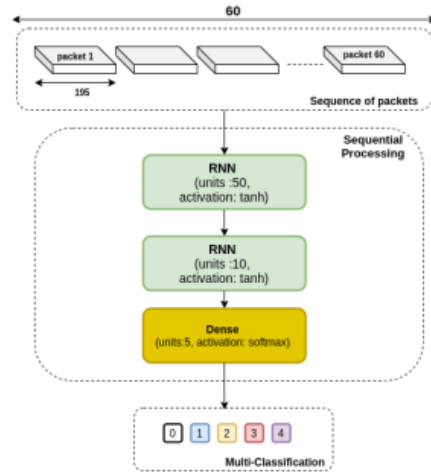 60
packet 1
packet 60
195
Sequence of packets
Sequential
Processing
RNN
(units :50,
activation: tanh)
RNN
(units :10,
activation: tanh)
Dense
(units:5, activation: softmax)
0 1 2 3 4
Multi-Classification